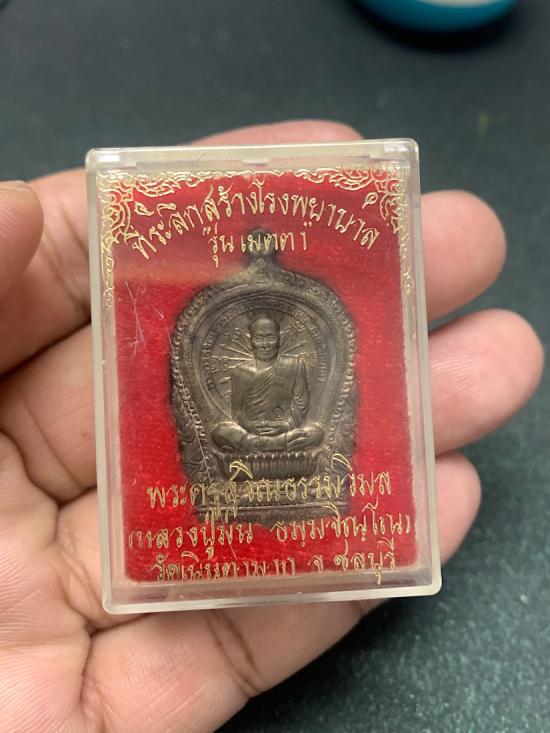 ที่ระลึกสร้างโรงพยาบาล
"รุ่นเมตตา"
พระครูสุจิณธรรมวิมล
(หลวงปู่ม่น ธมฺมจิณฺโณ)
วัดเนินตามาก จ.ชลบุรี